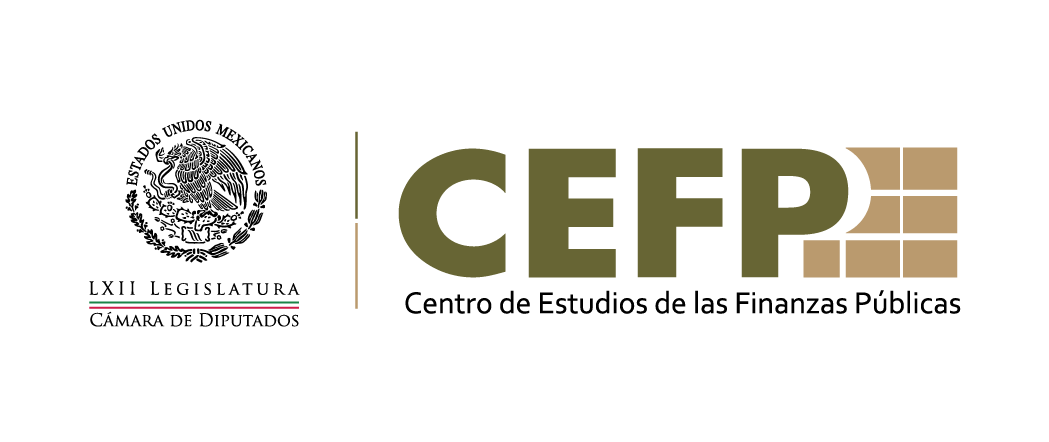 ESTADOS UNIDOS MEXICANOS
LXII LEGISLATURA
CÁMARA DE DIPUTADOS
CEFP
Centro de Estudios de las Finanzas Públicas